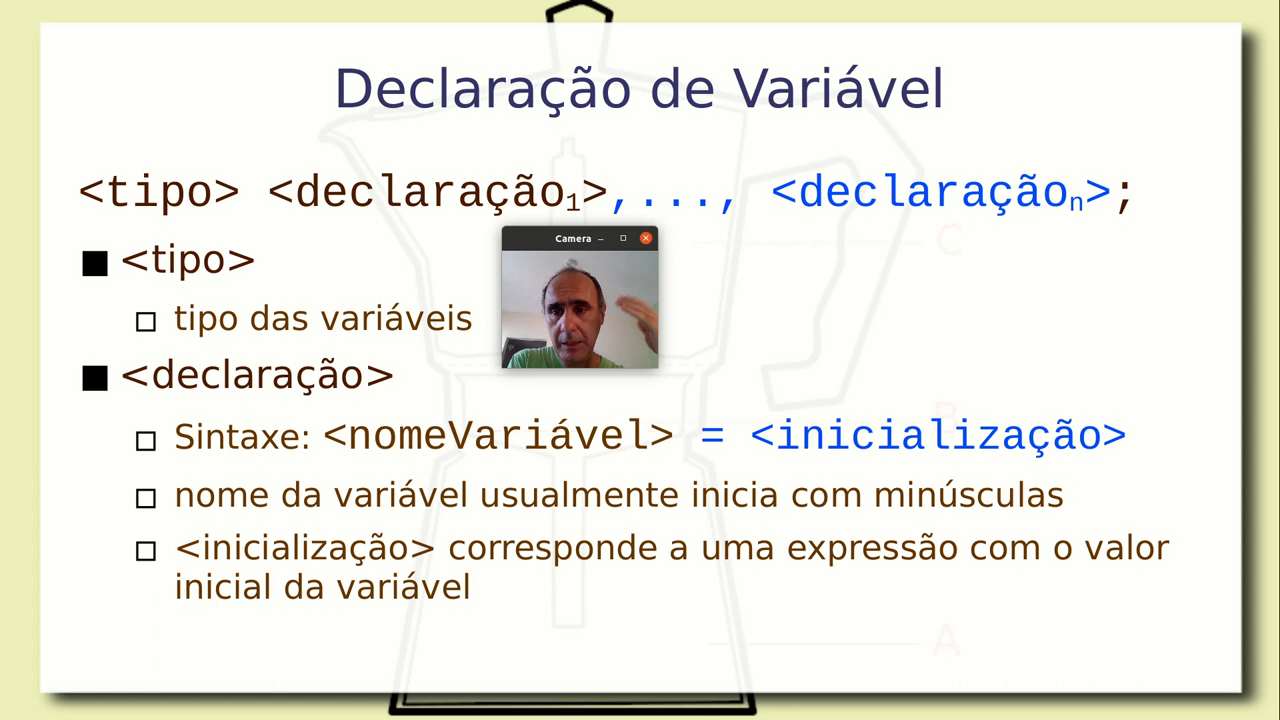 Declaração de Variável
<tipo> <declaração1>,..., <declaraçãon>;
<tipo>
Camera
tipo das variáveis
<declaração>
Sintaxe: <nomeVariável> = <inicialização>
nome da variável usualmente inicia com minúsculas
<inicialização> corresponde a uma expressão com o valor
inicial da variável
C
B
A